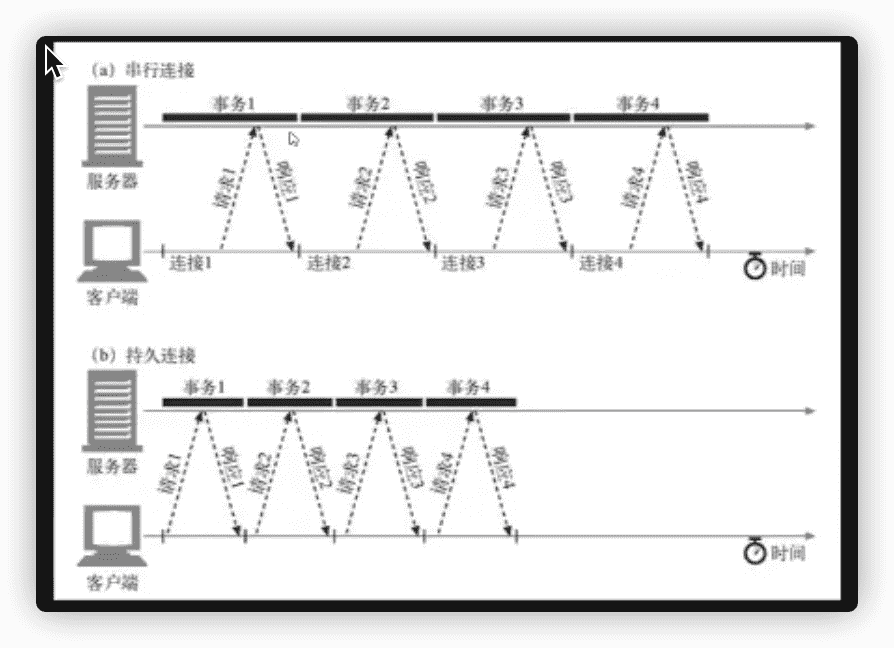 （a）串行连接
事务1 事务2 事务3 事务4
请求1 响应1 请求2 响应2 请求3 响应3 请求4 响应4
服务器
连接1 连接2 连接3 连接4
时间
客户端
（b）持久连接
事务1 事务2 事务3 事务4
请求1 响应1 请求2 响应2 请求3 响应3 请求4 响应4
服务器
时间
客户端